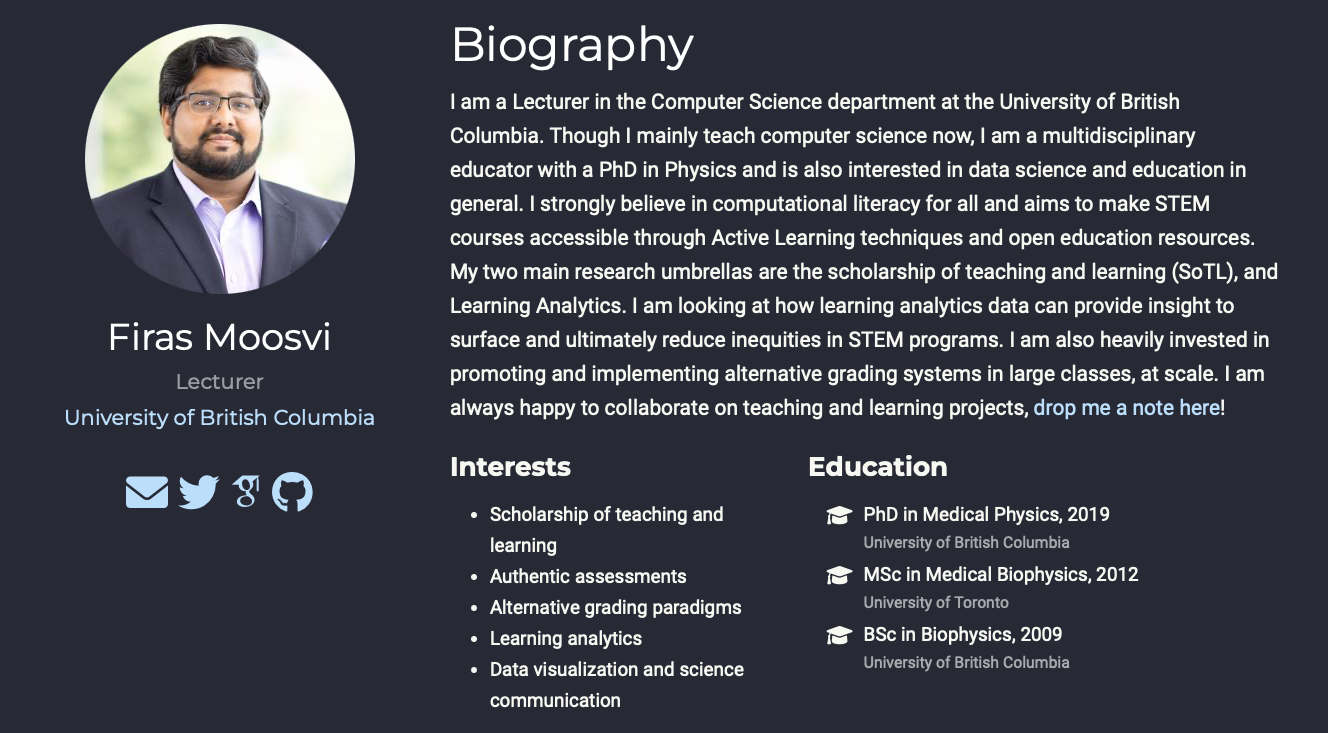 Biography
I am a Lecturer in the Computer Science department at the University of British
Columbia. Though I mainly teach computer science now, I am a multidisciplinary
educator with a PhD in Physics and is also interested in data science and education in
general. I strongly believe in computational literacy for all and aims to make STEM
courses accessible through Active Learning techniques and open education resources.
My two main research umbrellas are the scholarship of teaching and learning (SoTL), and
Learning Analytics. I am looking at how learning analytics data can provide insight to
surface and ultimately reduce inequities in STEM programs. I am also heavily invested in
promoting and implementing alternative grading systems in large classes, at scale. I am
always happy to collaborate on teaching and learning projects, drop me a note here!
Firas Moosvi
Lecturer
University of British Columbia
Interests
• Scholarship of teaching and
learning
• Authentic assessments
• Alternative grading paradigms
• Learning analytics
• Data visualization and science
communication
Education
PhD in Medical Physics, 2019
University of British Columbia
MSc in Medical Biophysics, 2012
University of Toronto
BSc in Biophysics, 2009
University of British Columbia